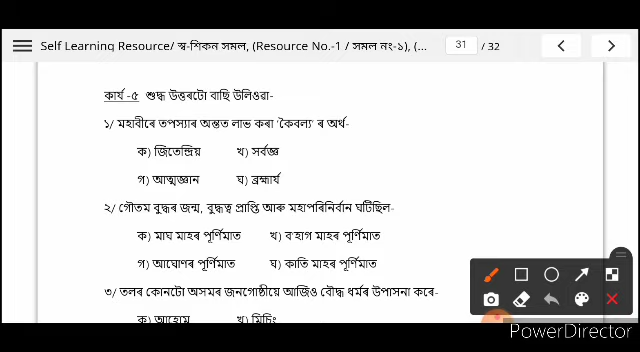 Self Learning Resource/ স্ব-শিকন সমল, (Resource No.-1 / সমল নং-১), (... 31 / 32
কাৰ্য -৫ শুদ্ধ উত্তৰটো বাছি উলিওৱা-
১/ মহাবীৰে তপস্যাৰ অন্তত লাভ কৰা 'কৈবল্য' ৰ অৰ্থ-
ক) জিতেন্দ্ৰিয় খ) সৰ্বজ্ঞ
গ) আত্মজ্ঞান ঘ) ব্ৰহ্মাৰ্য
২/ গৌতম বুদ্ধৰ জন্ম, বুদ্ধত্ব প্ৰাপ্তি আৰু মহাপৰিনিৰ্বান ঘটিছিল-
ক) মাঘ মাহৰ পূৰ্ণিমাত খ) ব'হাগ মাহৰ পূৰ্ণিমাত
গ) আঘোণৰ পূৰ্ণিমাত ঘ) কাতি মাহৰ পূৰ্ণিমাত
৩/ তলৰ কোনটো অসমৰ জনগোষ্ঠীয়ে আজিও বৌদ্ধ ধৰ্মৰ উপাসনা কৰে-
ক) আহোম খ) মিচিং
PowerDirector